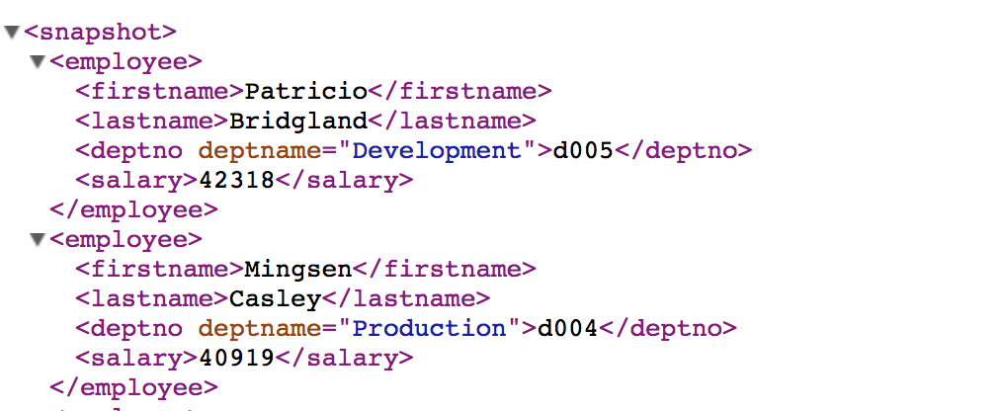 <snapshot>
<employee>
<firstname>Patricio</firstname>
<lastname>Bridgland</lastname>
<deptno deptname="Development">d005</deptno>
<salary>42318</salary>
</employee>
<employee>
<firstname>Mingsen</firstname>
<lastname>Casley</lastname>
<deptno deptname="Production">d004</deptno>
<salary>40919</salary>
</employee>